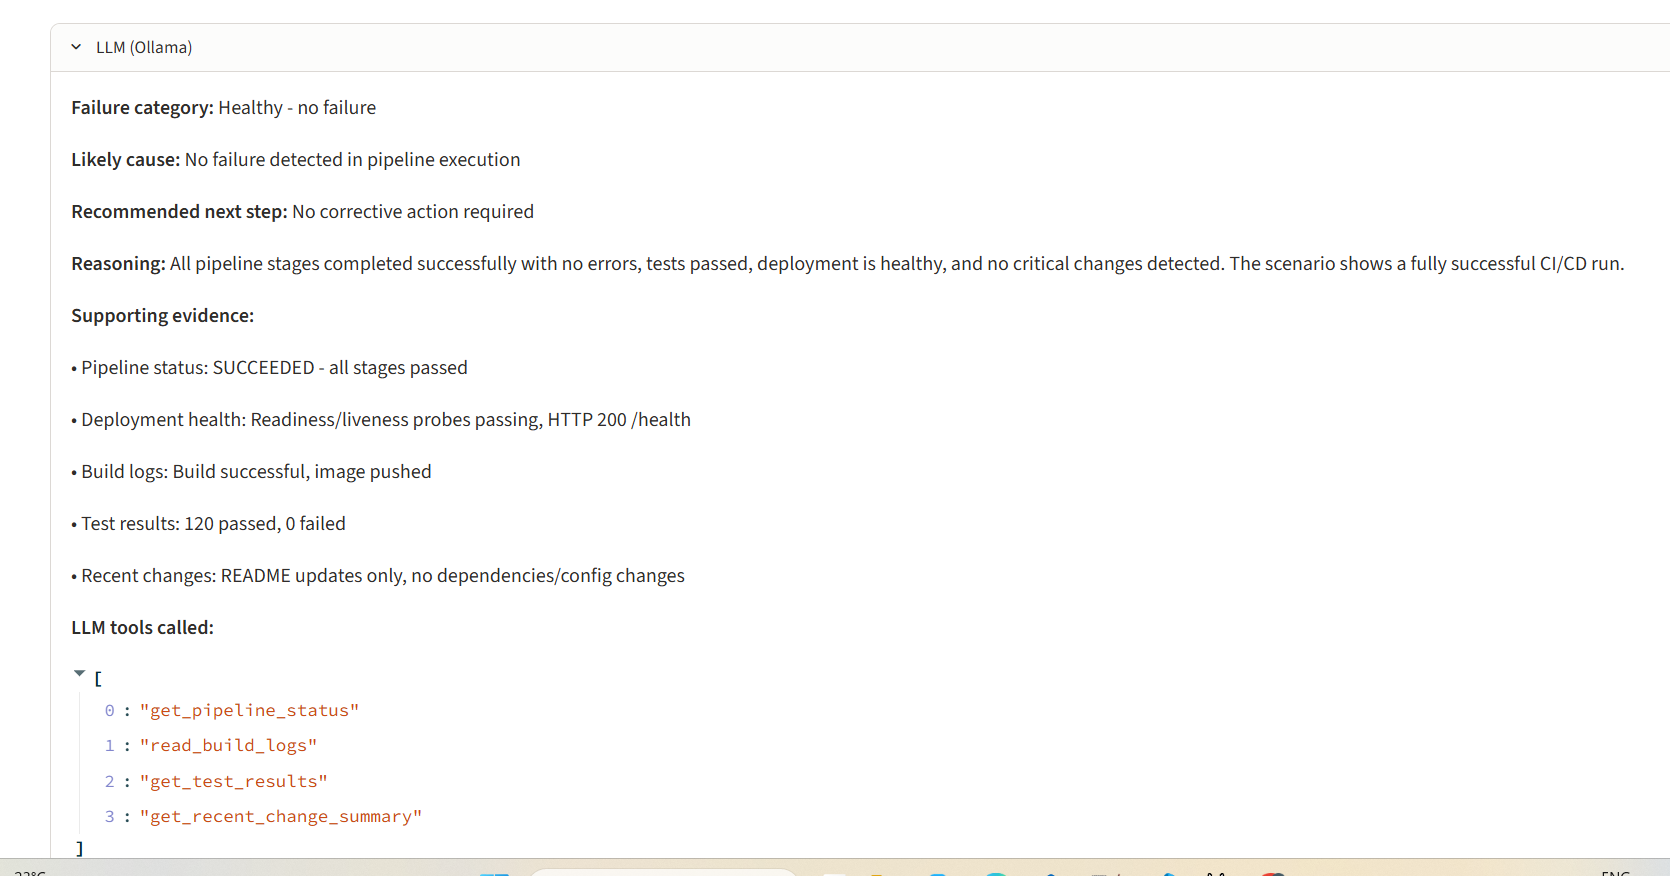 LLM (Ollama)
Failure category: Healthy - no failure
Likely cause: No failure detected in pipeline execution
Recommended next step: No corrective action required
Reasoning: All pipeline stages completed successfully with no errors, tests passed, deployment is healthy, and no critical changes detected. The scenario shows a fully successful CI/CD run.
Supporting evidence:
• Pipeline status: SUCCEEDED - all stages passed
• Deployment health: Readiness/liveness probes passing, HTTP 200 /health
• Build logs: Build successful, image pushed
• Test results: 120 passed, 0 failed
• Recent changes: README updates only, no dependencies/config changes
LLM tools called:
[
0 : "get_pipeline_status"
1 : "read_build_logs"
2 : "get_test_results"
3 : "get_recent_change_summary"
]